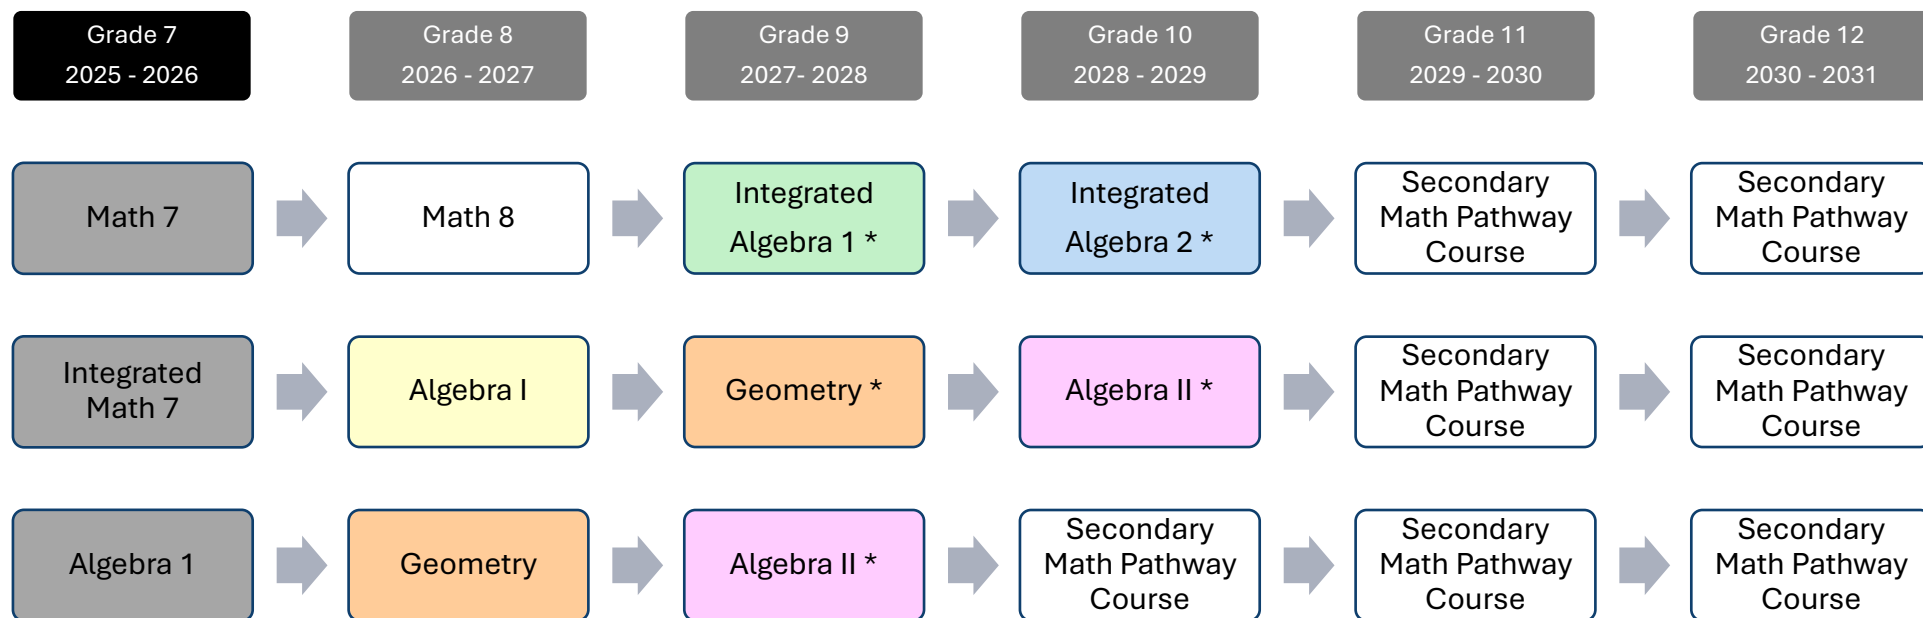 Grade 7
2025 - 2026
Grade 8
2026 - 2027
Grade 9
2027- 2028
Grade 10
2028 - 2029
Grade 11
2029 - 2030
Grade 12
2030 - 2031
Math 7
Math 8
Integrated
Algebra 1 *
Integrated
Algebra 2 *
Secondary
Math Pathway
Course
Secondary
Math Pathway
Course
Integrated
Math 7
Algebra I
Geometry *
Algebra II *
Secondary
Math Pathway
Course
Secondary
Math Pathway
Course
Algebra 1
Geometry
Algebra II *
Secondary
Math Pathway
Course
Secondary
Math Pathway
Course
Secondary
Math Pathway
Course